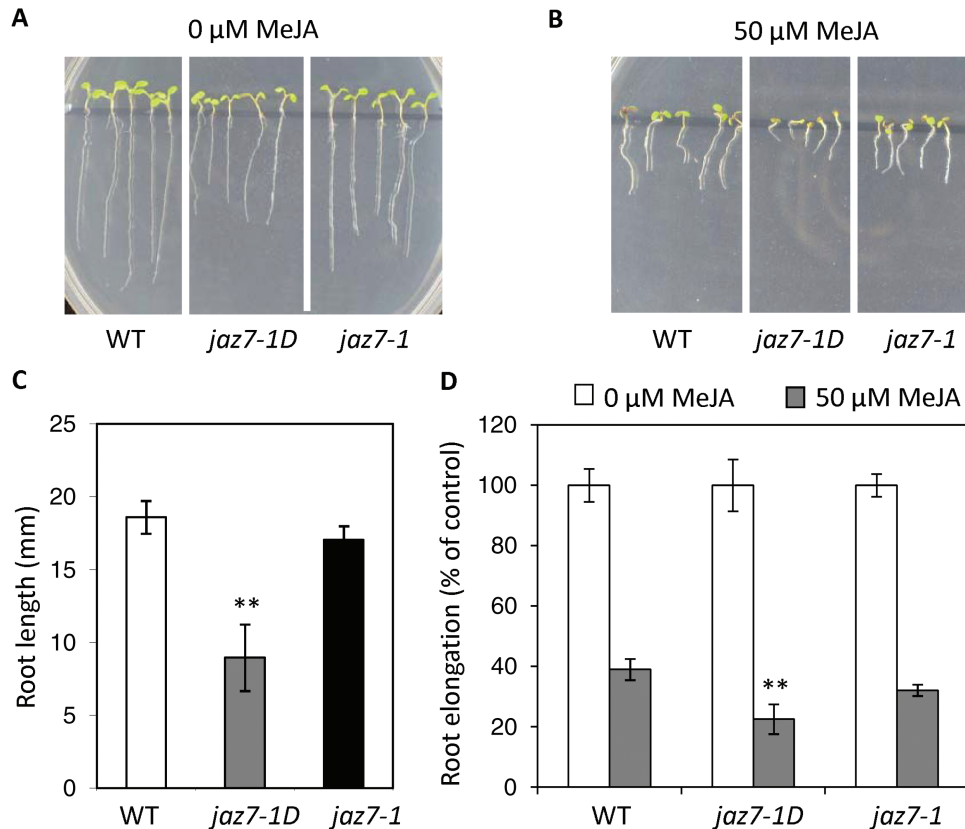 A
0 µM MeJA
B
50 µM MeJA
WT
jaz7-1D
jaz7-1
WT
jaz7-1D
jaz7-1
C
Root length (mm)
25
20
15
10
5
0
**
WT
jaz7-1D
jaz7-1
D
0 µM MeJA
50 µM MeJA
Root elongation (% of control)
120
100
80
60
40
20
0
**
WT
jaz7-1D
jaz7-1